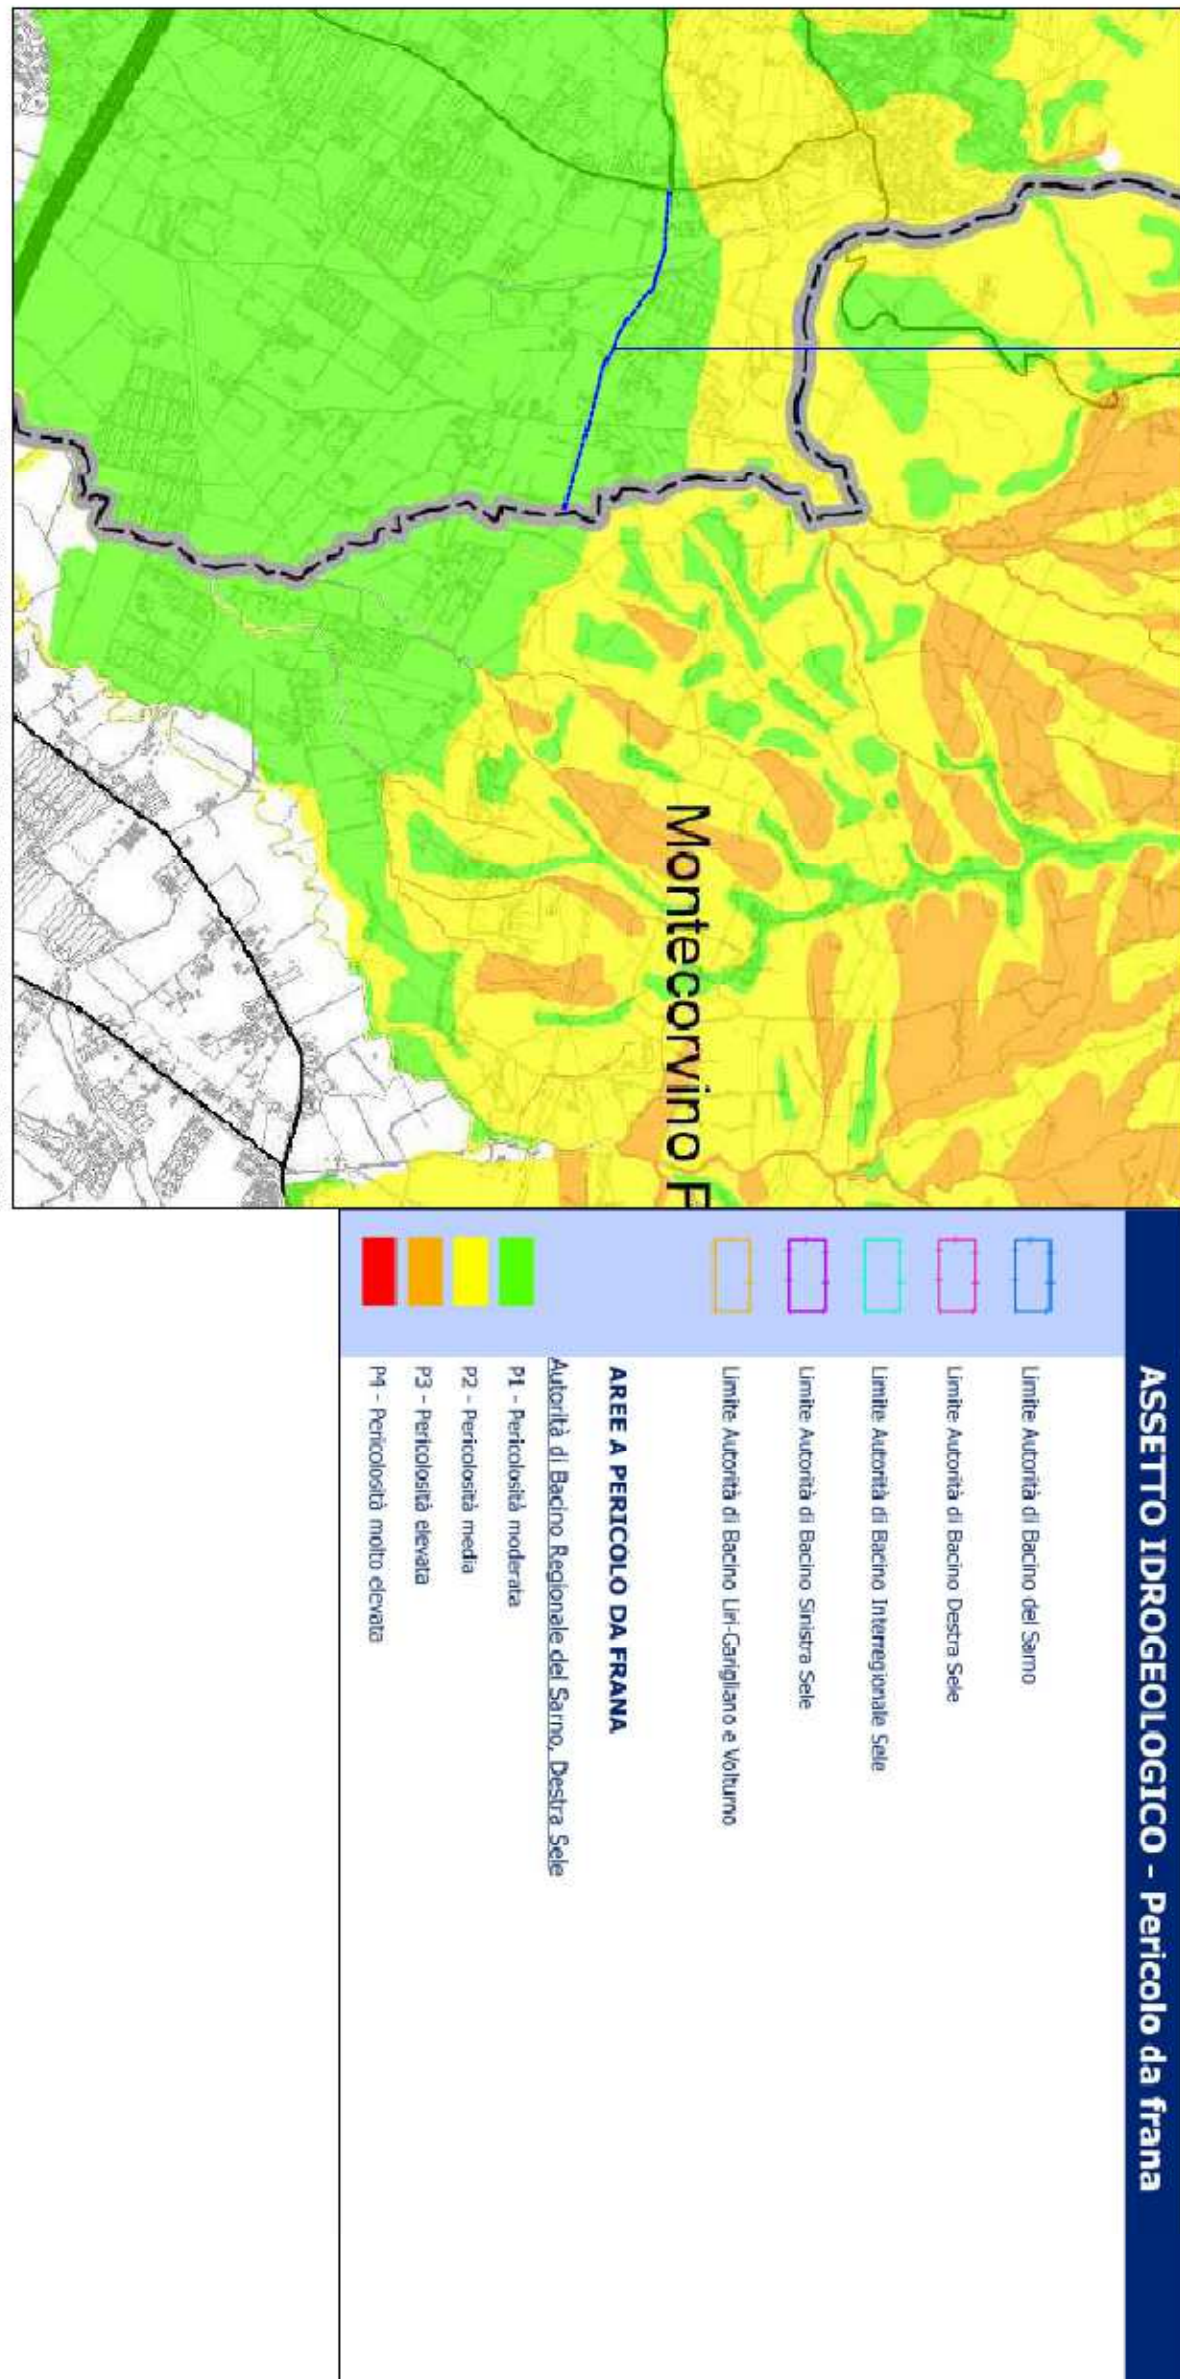 Montecorvino P
ASSETTO IDROGEOLOGICO - Pericolo da frana
Limite Autorità di Bacino del Sarno
Limite Autorità di Bacino Destra Sele
Limite Autorità di Bacino Interregionale Sele
Limite Autorità di Bacino Sinistra Sele
Limite Autorità di Bacino Liri-Garigliano e Volturno
AREE A PERICOLO DA FRANA
Autorità di Bacino Regionale del Sarno, Destra Sele
P1 - Pericolosità moderata
P2 - Pericolosità media
P3 - Pericolosità elevata
P4 - Pericolosità molto elevata